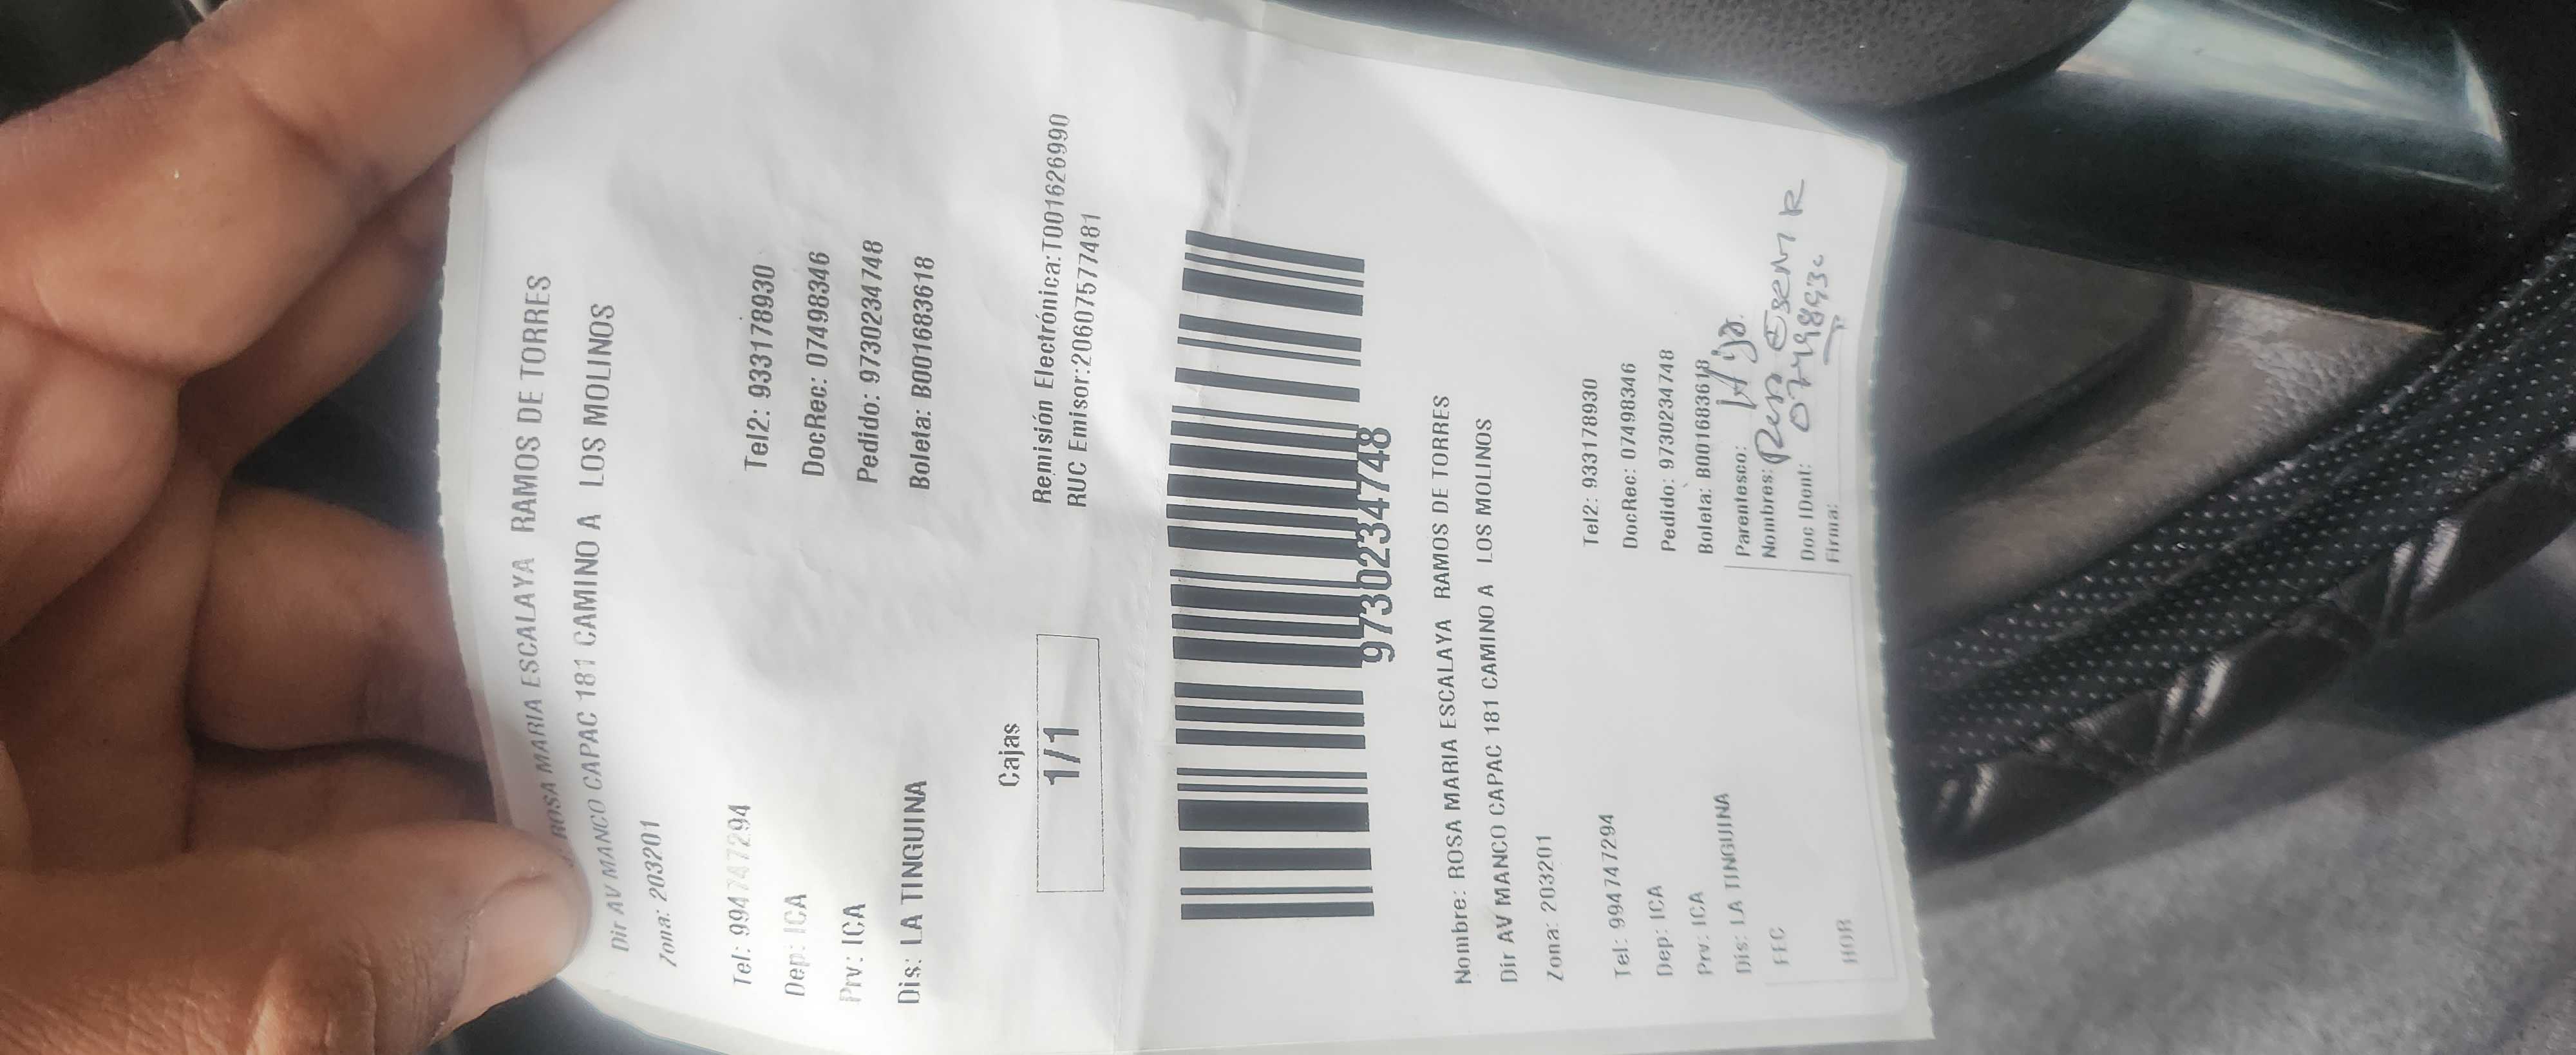 ROSA MARIA ESCALAYA RAMOS DE TORRES
Dir AV MANCO CAPAC 181 CAMINO A LOS MOLINOS
Zona: 203201
Tel: 994747294 Tel2: 933178930
Dep: ICA DocRec: 07498346
Prv: ICA Pedido: 9730234748
Dis: LA TINGUINA Boleta: B001683618
Cajas
1/1
Remisión Electrónica:T001626990
RUC Emisor:20607577481
9730234748
Nombre: ROSA MARIA ESCALAYA RAMOS DE TORRES
Dir AV MANCO CAPAC 181 CAMINO A LOS MOLINOS
Zona: 203201
Tel: 994747294 Tel2: 933178930
Dep: ICA DocRec: 07498346
Prv: ICA Pedido: 9730234748
Dis: LA TINGUINA Boleta: B001683618
FEC Parentesco: Hija
Nombres:
Doc IDent:
HOR Firma: